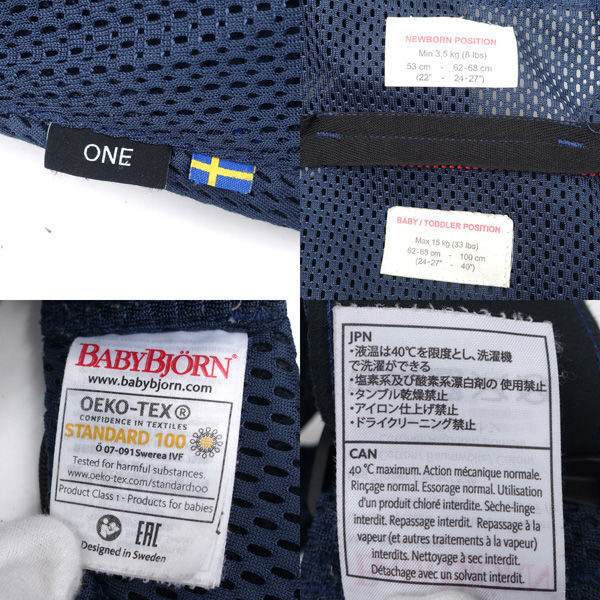 ONE
NEWBORN POSITION
Min 3,5 kg (8 lbs)
53 cm - 62-68 cm
(22" - 24-27")
BABY / TODDLER POSITION
Max 15 kg (33 lbs)
62-68 cm - 100 cm
(24-27" - 40")
BABYBJÖRN®
www.babybjorn.com
OEKO-TEX®
CONFIDENCE IN TEXTILES
STANDARD 100
Ö 07-091 Swerea IVF
Tested for harmful substances.
www.oeko-tex.com/standard100
Product Class 1 - Products for babies
EAC
Designed in Sweden
JPN
・液温は40℃を限度とし、洗濯機
で洗濯ができる
・塩素系及び酸素系漂白剤の 使用禁止
・タンブル乾燥禁止
・アイロン仕上げ禁止
・ドライクリーニング禁止
CAN
40 °C maximum. Action mécanique normale.
Rinçage normal. Essorage normal. Utilisation
d'un produit chloré interdite. Sèche-linge
interdit. Repassage interdit. Repassage à la
vapeur (et autres traitements à la vapeur)
interdits. Nettoyage à sec interdit.
Détachage avec un solvant interdit.